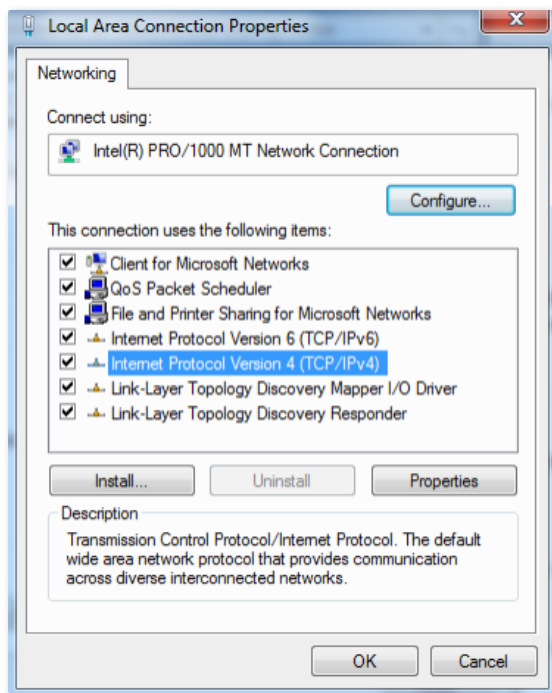 Local Area Connection Properties
Networking
Connect using:
Intel(R) PRO/1000 MT Network Connection
Configure...
This connection uses the following items:
Client for Microsoft Networks
QoS Packet Scheduler
File and Printer Sharing for Microsoft Networks
Internet Protocol Version 6 (TCP/IPv6)
Internet Protocol Version 4 (TCP/IPv4)
Link-Layer Topology Discovery Mapper I/O Driver
Link-Layer Topology Discovery Responder
Install... Uninstall Properties
Description
Transmission Control Protocol/Internet Protocol. The default
wide area network protocol that provides communication
across diverse interconnected networks.
OK Cancel